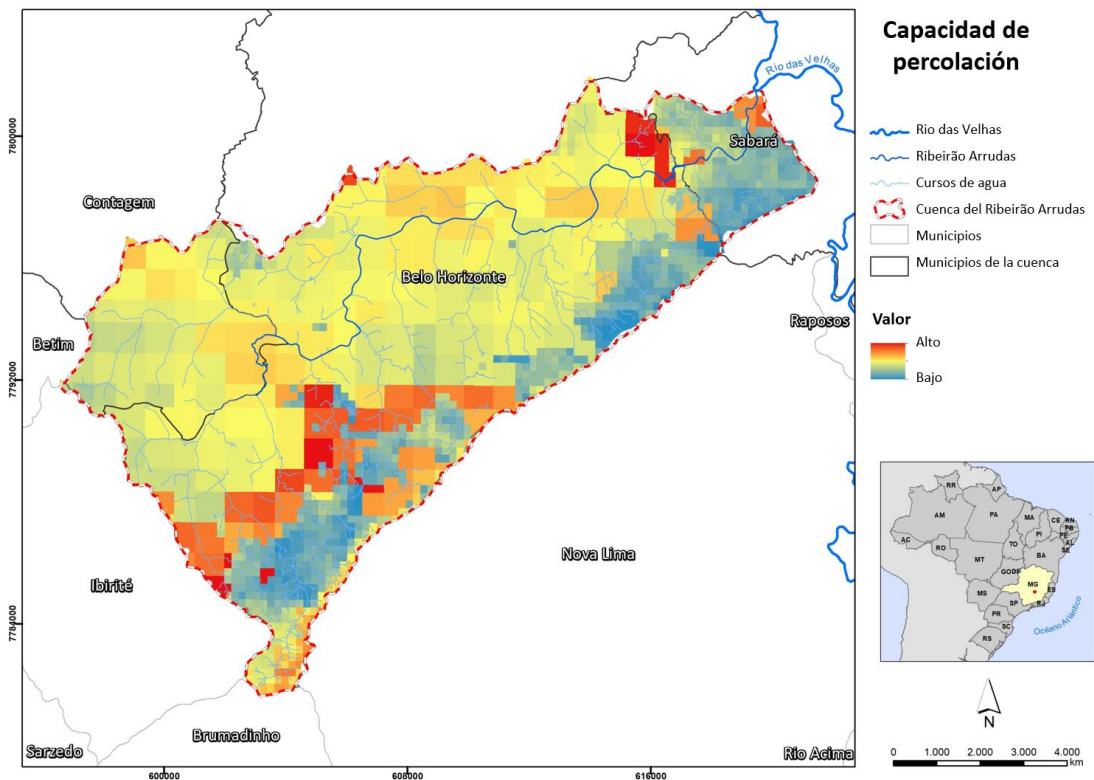 Capacidad de
percolación
Rio das Velhas
Ribeirão Arrudas
Cursos de agua
Cuenca del Ribeirão Arrudas
Municipios
Municipios de la cuenca
Valor
Alto
Bajo
Río das Velhas
Sabará
Contagem
Belo Horizonte
Betim
Raposos
Nova Lima
Ibirité
Brumadinho
Sarzedo
Rio Acima
7800000
7792000
7784000
600000
608000
616000
RR
AP
AM
PA
MA
CE
RN
PB
PE
AL
SE
PI
AC
RO
TO
BA
MT
GO
DF
MG
ES
MS
SP
RJ
PR
SC
RS
Océano Atlántico
N
0 1.000 2.000 3.000 4.000
km